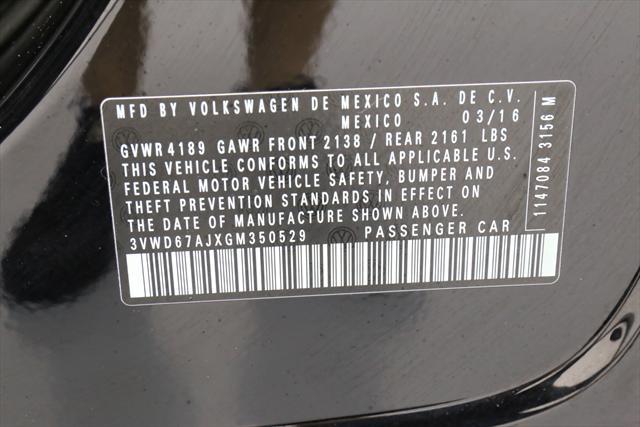 MFD BY VOLKSWAGEN DE MEXICO S.A. DE C.V.
MEXICO 03/16
GVWR 4189 GAWR FRONT 2138 / REAR 2161 LBS
THIS VEHICLE CONFORMS TO ALL APPLICABLE U.S.
FEDERAL MOTOR VEHICLE SAFETY, BUMPER AND
THEFT PREVENTION STANDARDS IN EFFECT ON
THE DATE OF MANUFACTURE SHOWN ABOVE.
3VWD67AJXGM350529 PASSENGER CAR
1147084 3156 M